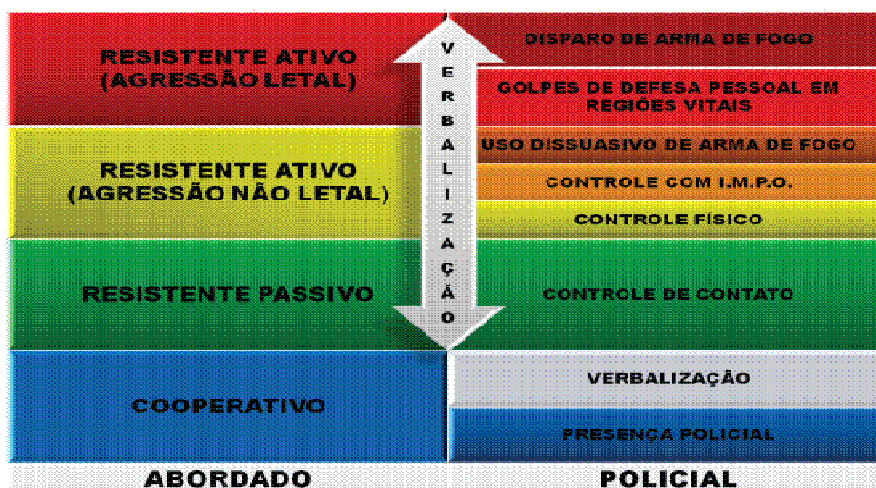 RESISTENTE ATIVO
(AGRESSÃO LETAL)
RESISTENTE ATIVO
(AGRESSÃO NÃO LETAL)
RESISTENTE PASSIVO
COOPERATIVO
ABORDADO
VERBALIZAÇÃO
DISPARO DE ARMA DE FOGO
GOLPES DE DEFESA PESSOAL EM
REGIÕES VITAIS
USO DISSUASIVO DE ARMA DE FOGO
CONTROLE COM I.M.P.O.
CONTROLE FÍSICO
CONTROLE DE CONTATO
VERBALIZAÇÃO
PRESENÇA POLICIAL
POLICIAL